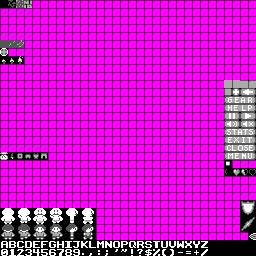 GEAR
HELP
STATS
EXIT
CLOSE
MENU
ABCDEFGHIJKLMNOPQRSTUVWXYZ
0123456789.,:;'"!?$%()-=+/